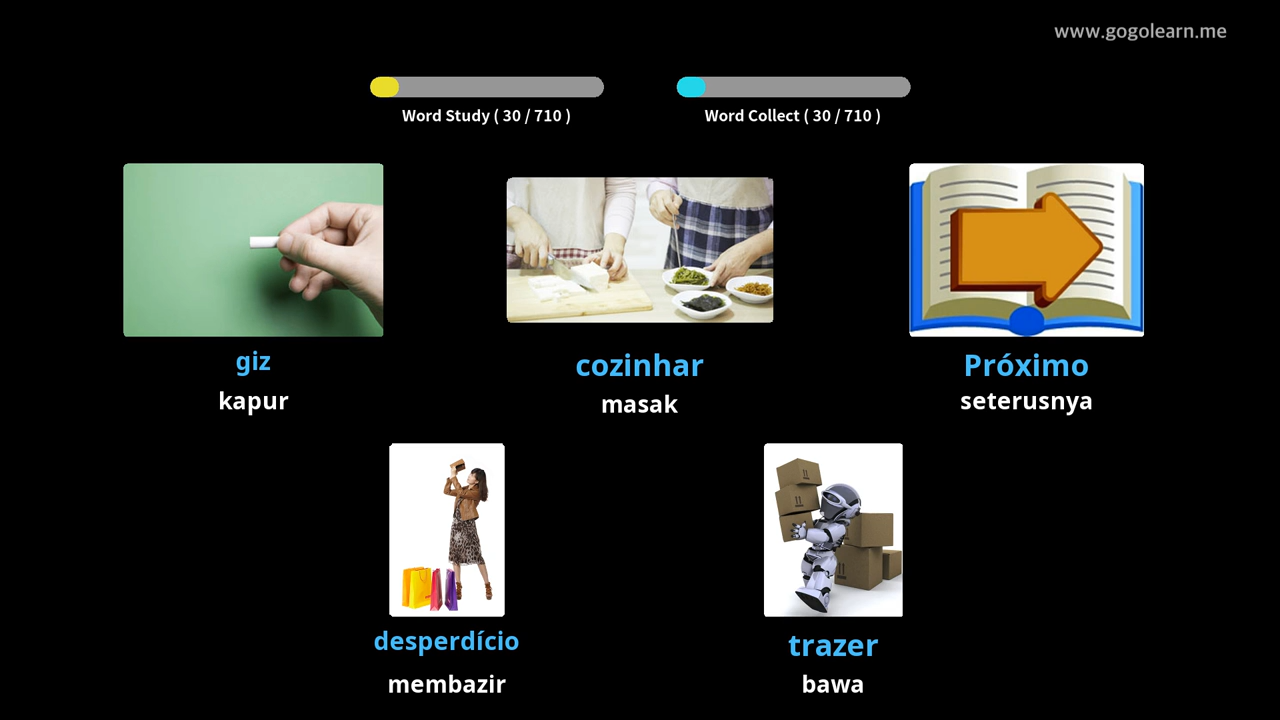 www.gogolearn.me
Word Study ( 30 / 710 )
Word Collect ( 30 / 710 )
giz
kapur
cozinhar
masak
Próximo
seterusnya
desperdício
membazir
trazer
bawa